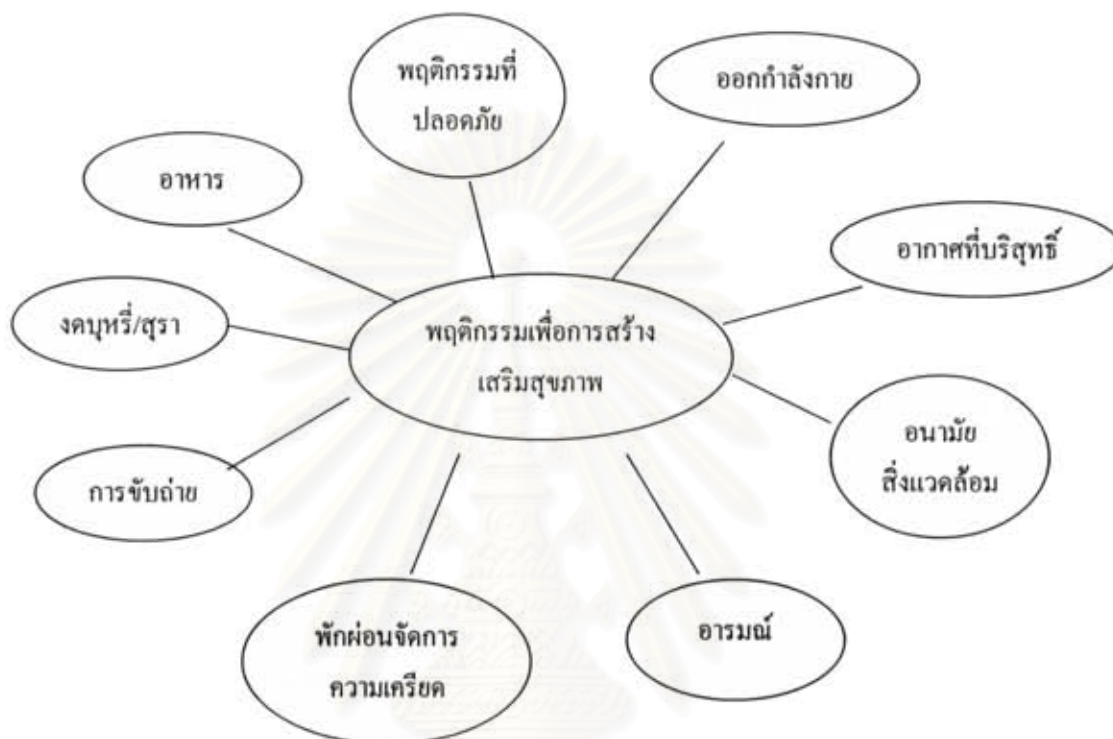 พฤติกรรมที่
ปลอดภัย
ออกกำลังกาย
อาหาร
อากาศที่บริสุทธิ์
งดบุหรี่/สุรา
พฤติกรรมเพื่อการสร้าง
เสริมสุขภาพ
อนามัย
สิ่งแวดล้อม
การขับถ่าย
พักผ่อนจัดการ
ความเครียด
อารมณ์